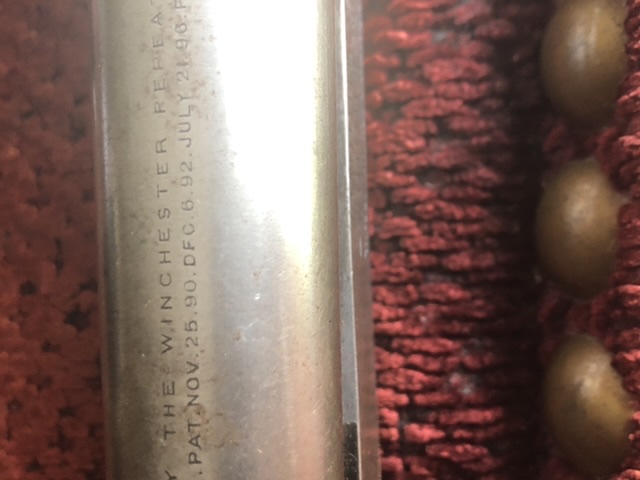 Y THE WINCHESTER REPEA
. PAT. NOV. 25. 90. DEC. 6. 92. JULY 21. 96. F